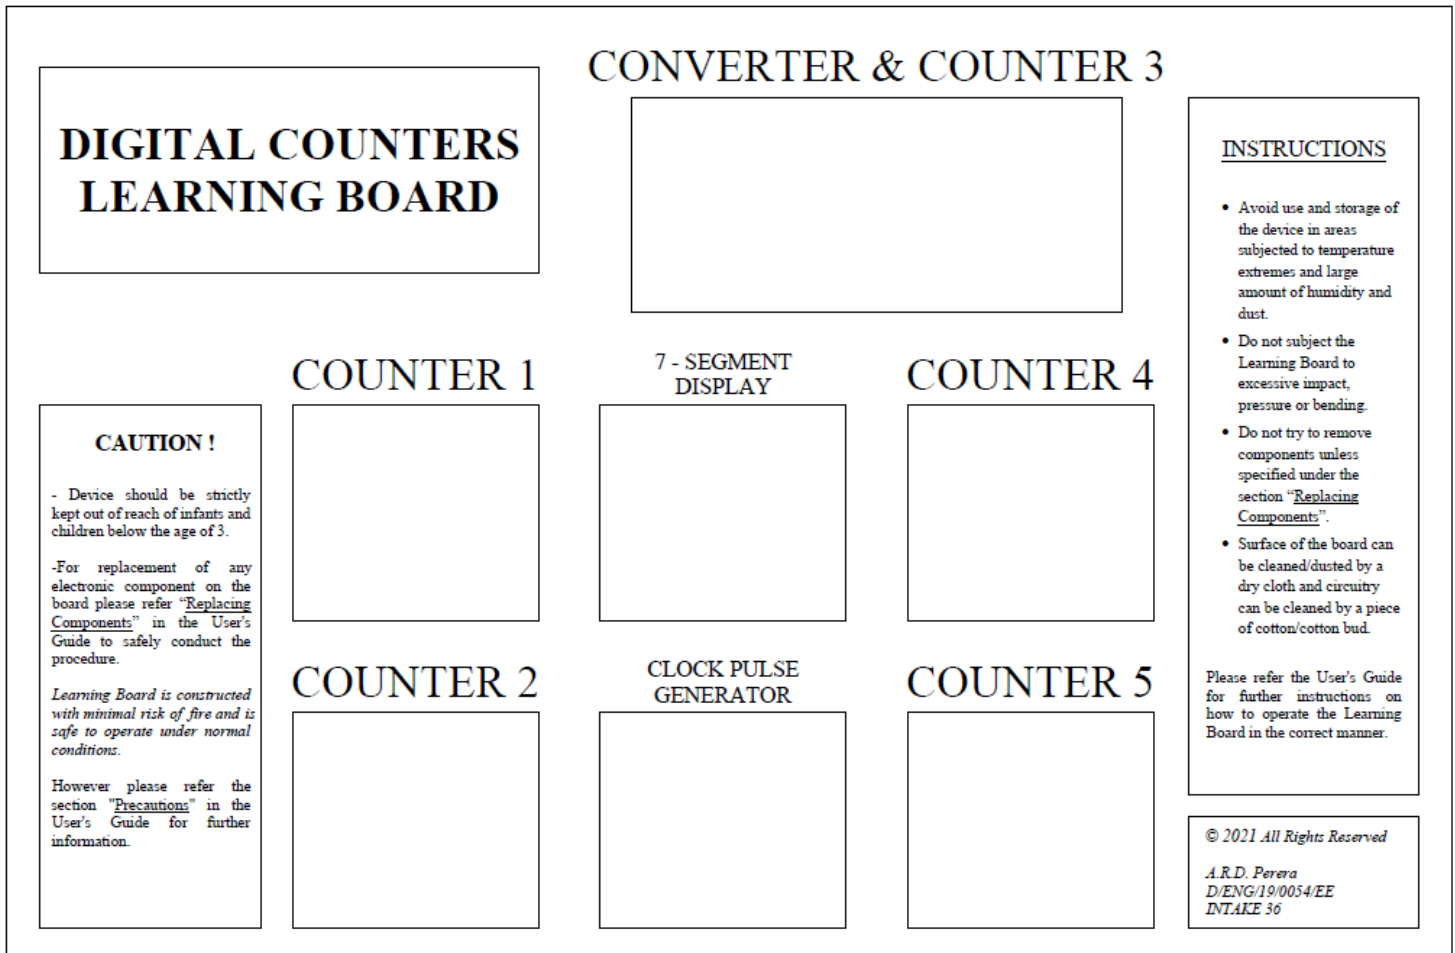 DIGITAL COUNTERS
LEARNING BOARD
CONVERTER & COUNTER 3
COUNTER 1
7 - SEGMENT
DISPLAY
COUNTER 4
CAUTION !
- Device should be strictly
kept out of reach of infants and
children below the age of 3.
-For replacement of any
electronic component on the
board please refer “Replacing
Components” in the User's
Guide to safely conduct the
procedure.
Learning Board is constructed
with minimal risk of fire and is
safe to operate under normal
conditions.
However please refer the
section "Precautions" in the
User's Guide for further
information.
COUNTER 2
CLOCK PULSE
GENERATOR
COUNTER 5
INSTRUCTIONS
• Avoid use and storage of
the device in areas
subjected to temperature
extremes and large
amount of humidity and
dust.
• Do not subject the
Learning Board to
excessive impact,
pressure or bending.
• Do not try to remove
components unless
specified under the
section “Replacing
Components”.
• Surface of the board can
be cleaned/dusted by a
dry cloth and circuitry
can be cleaned by a piece
of cotton/cotton bud.
Please refer the User's Guide
for further instructions on
how to operate the Learning
Board in the correct manner.
© 2021 All Rights Reserved
A.R.D. Perera
D/ENG/19/0054/EE
INTAKE 36